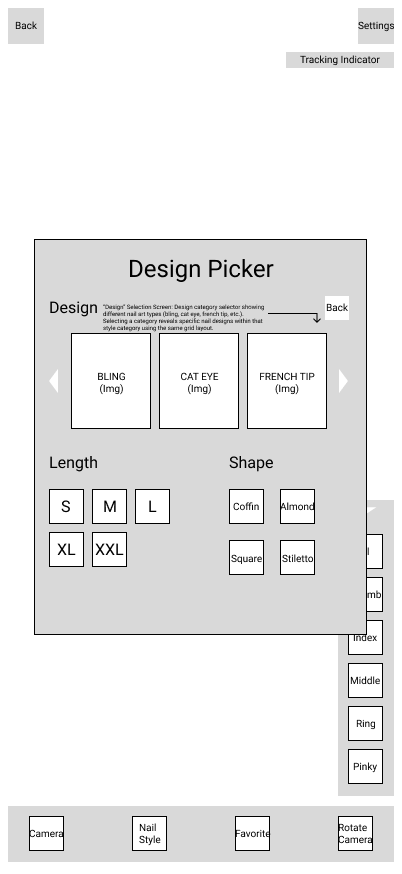 Back
Settings
Tracking Indicator
Design Picker
Design
"Design" Selection Screen: Design category selector showing
different nail art types (bling, cat eye, french tip, etc.).
Selecting a category reveals specific nail designs within that
style category using the same grid layout.
Back
BLING
(Img)
CAT EYE
(Img)
FRENCH TIP
(Img)
Length
Shape
S
M
L
XL
XXL
Coffin
Almond
Square
Stiletto
Index
Middle
Ring
Pinky
Camera
Nail
Style
Favorite
Rotate
Camera